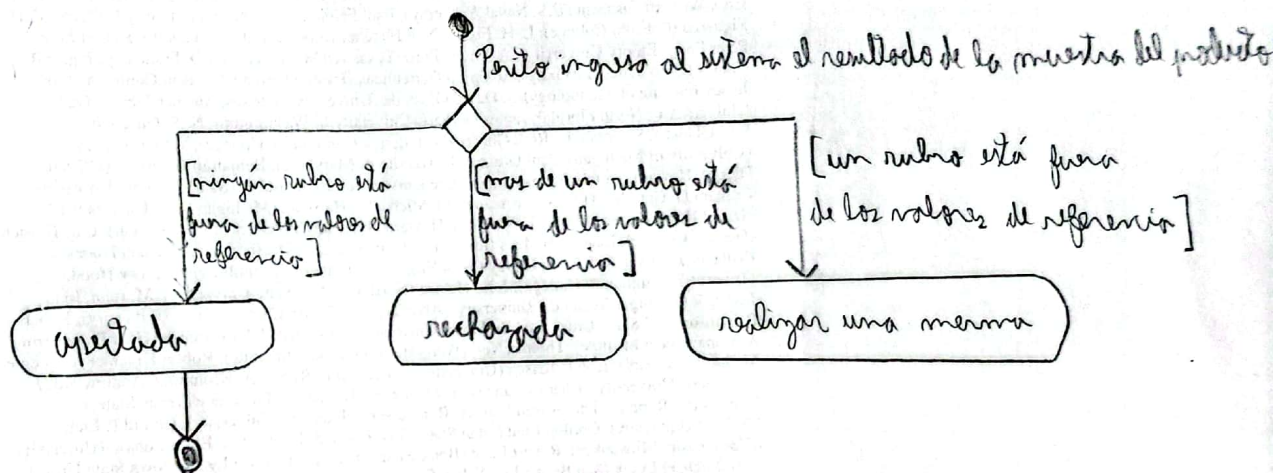 Perito ingresa al sistema el resultado de la muestra del producto
[ningún rubro está
fuera de los valores de
referencia]
[mas de un rubro está
fuera de los valores de
referencia]
[un rubro está fuera
de los valores de referencia]
apectada
rechazada
realizar una merma